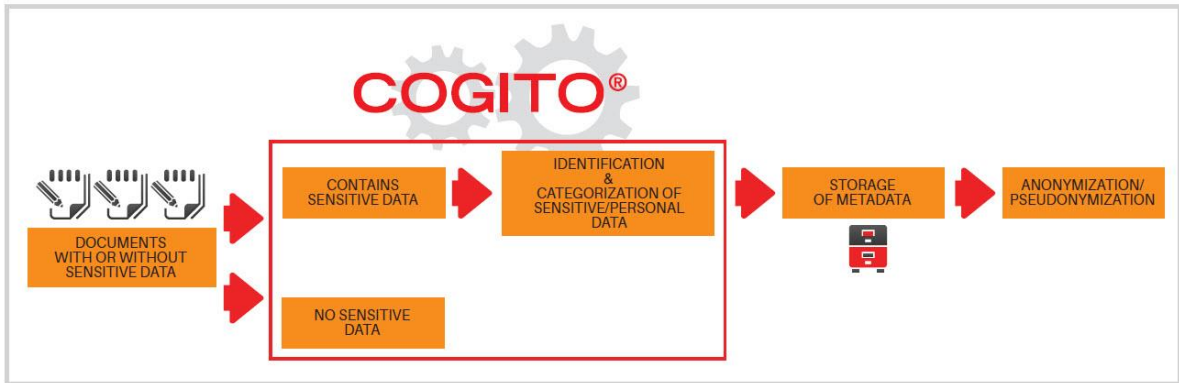 COGITO®
DOCUMENTS
WITH OR WITHOUT
SENSITIVE DATA
CONTAINS
SENSITIVE DATA
IDENTIFICATION
&
CATEGORIZATION OF
SENSITIVE/PERSONAL
DATA
STORAGE
OF METADATA
ANONYMIZATION/
PSEUDONYMIZATION
NO SENSITIVE
DATA